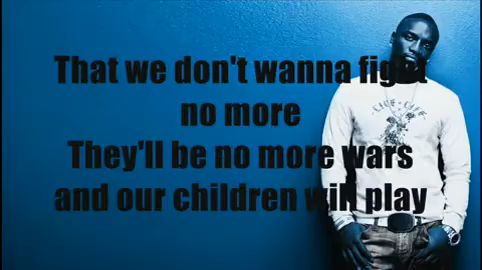 That we don't wanna fight
no more
They'll be no more wars
and our children will play